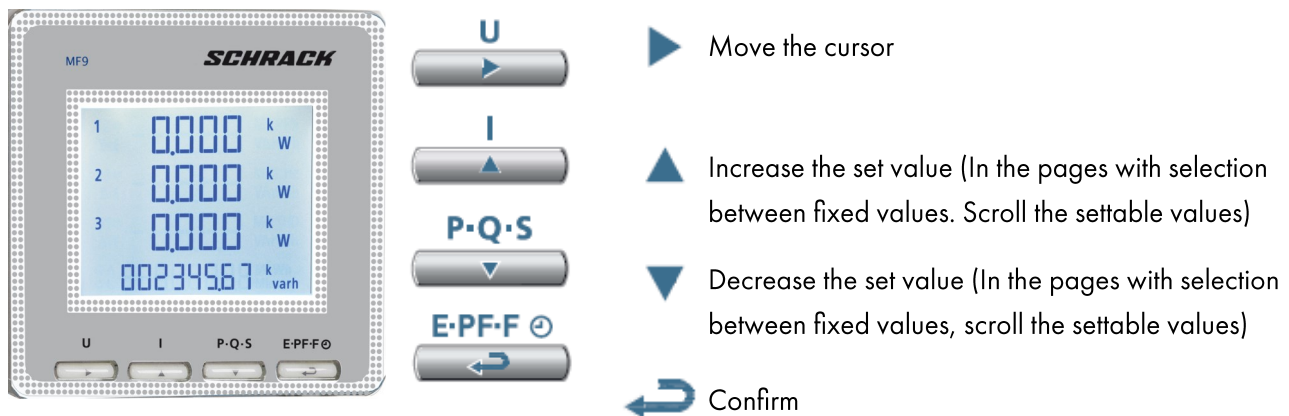 MF9
SCHRACK
1 0.000 k W
2 0.000 k W
3 0.000 k W
00234567 k varh
U
I
P·Q·S
E·PF·F
U
I
P·Q·S
E·PF·F
Move the cursor
Increase the set value (In the pages with selection
between fixed values. Scroll the settable values)
Decrease the set value (In the pages with selection
between fixed values, scroll the settable values)
Confirm